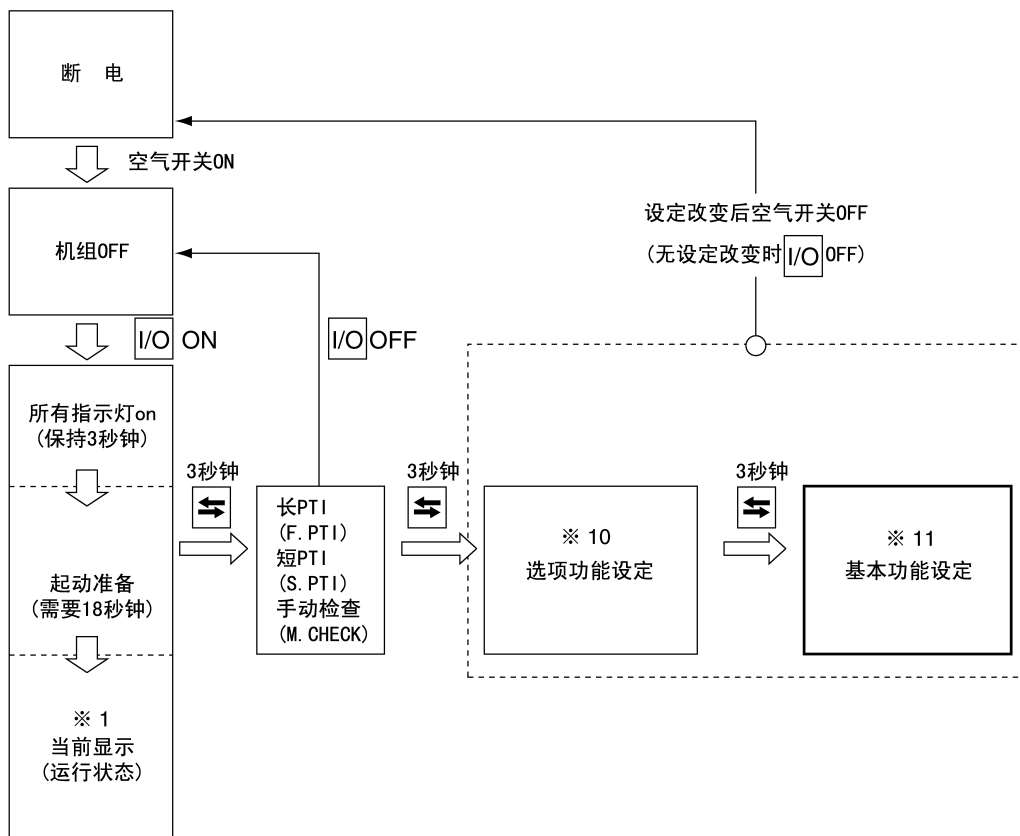 断 电
空气开关ON
机组OFF
I/O ON
I/O OFF
设定改变后空气开关OFF
(无设定改变时 I/O OFF)
所有指示灯on
(保持3秒钟)
起动准备
(需要18秒钟)
※ 1
当前显示
(运行状态)
3秒钟
长PTI
(F. PTI)
短PTI
(S. PTI)
手动检查
(M. CHECK)
3秒钟
※ 10
选项功能设定
3秒钟
※ 11
基本功能设定